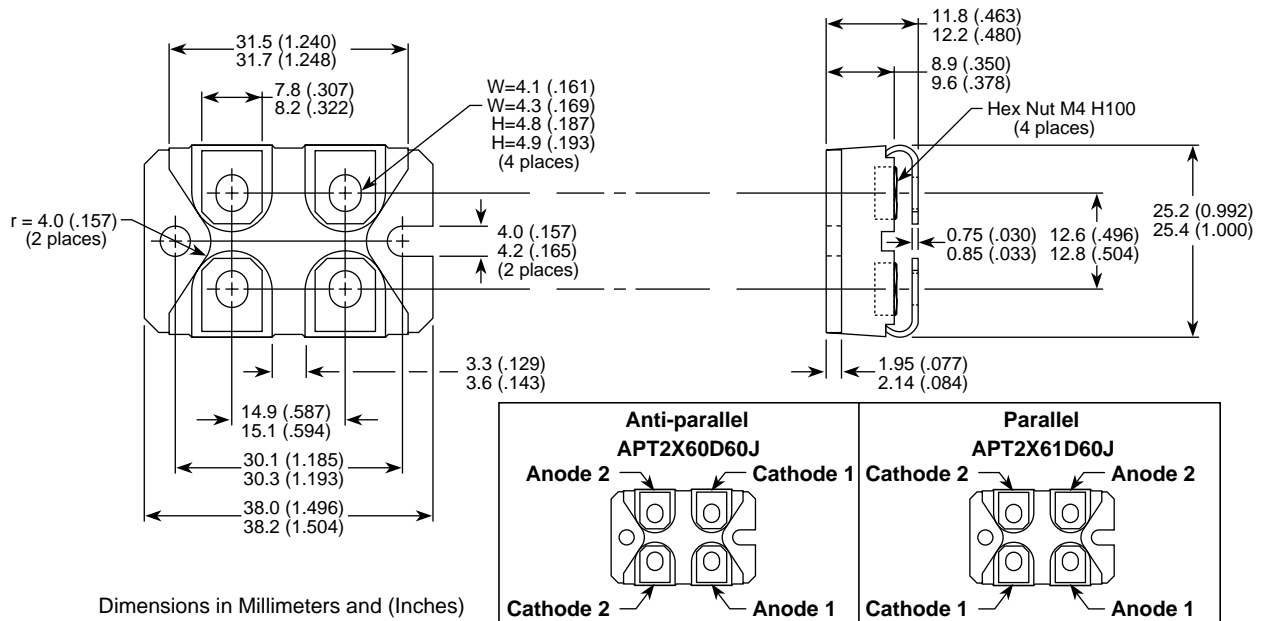 31.5 (1.240)
31.7 (1.248)
7.8 (.307)
8.2 (.322)
W=4.1 (.161)
W=4.3 (.169)
H=4.8 (.187)
H=4.9 (.193)
(4 places)
r = 4.0 (.157)
(2 places)
4.0 (.157)
4.2 (.165)
(2 places)
3.3 (.129)
3.6 (.143)
14.9 (.587)
15.1 (.594)
30.1 (1.185)
30.3 (1.193)
38.0 (1.496)
38.2 (1.504)
Dimensions in Millimeters and (Inches)
11.8 (.463)
12.2 (.480)
8.9 (.350)
9.6 (.378)
Hex Nut M4 H100
(4 places)
0.75 (.030)
0.85 (.033)
12.6 (.496)
12.8 (.504)
25.2 (0.992)
25.4 (1.000)
1.95 (.077)
2.14 (.084)
Anti-parallel
APT2X60D60J
Anode 2
Cathode 1
Cathode 2
Anode 1
Parallel
APT2X61D60J
Cathode 2
Anode 2
Cathode 1
Anode 1